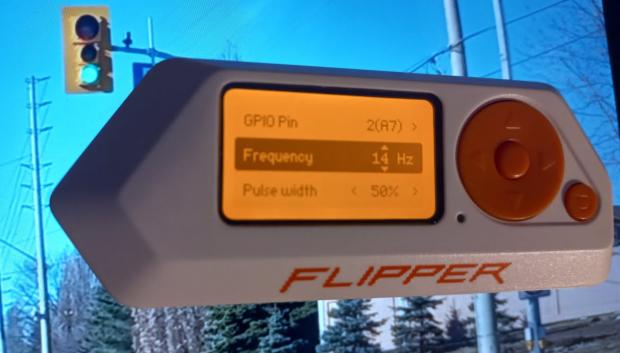 GPIO Pin 2(A7) >
Frequency 14 Hz
Pulse width < 50% >
FLIPPER